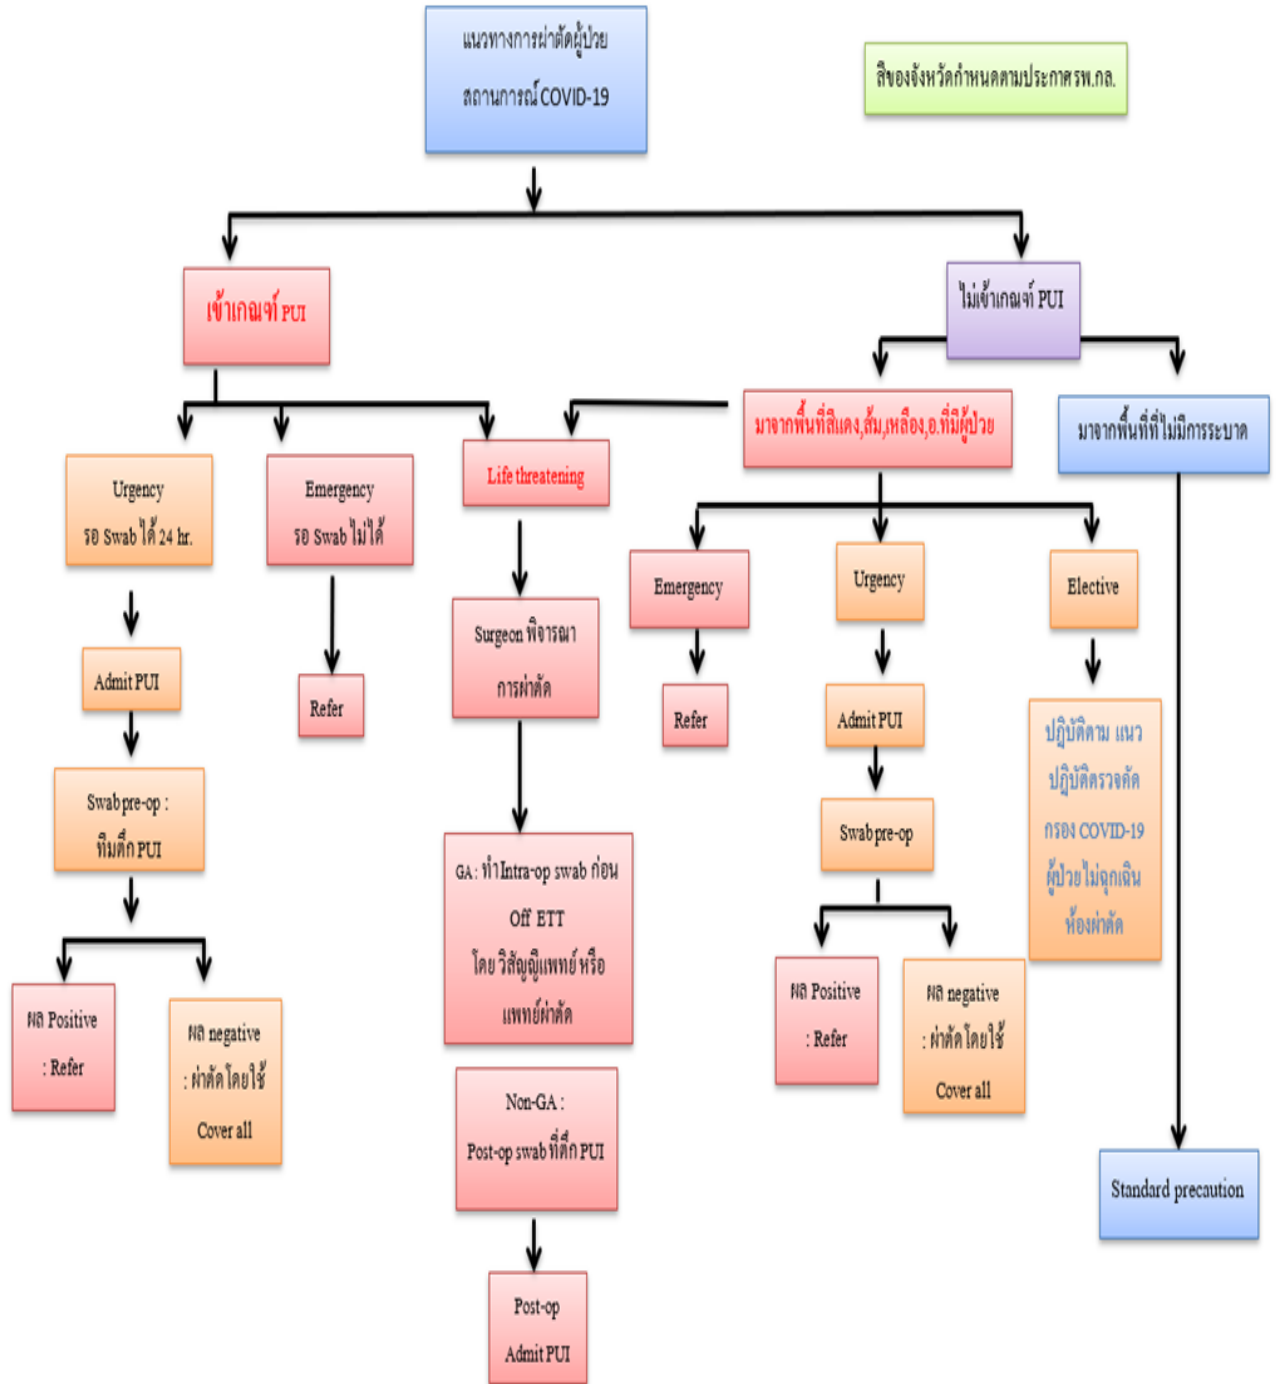 แนวทางการผ่าตัดผู้ป่วย
สถานการณ์ COVID-19
สีของจังหวัดกำหนดตามประกาศรพ.กล.
เข้าเกณฑ์ PUI
ไม่เข้าเกณฑ์ PUI
มาจากพื้นที่สีแดง,ส้ม,เหลือง,อ.ที่มีผู้ป่วย
มาจากพื้นที่ที่ไม่มีการระบาด
Urgency
รอ Swab ได้ 24 hr.
Emergency
รอ Swab ไม่ได้
Life threatening
Emergency
Urgency
Elective
Admit PUI
Refer
Surgeon พิจารณา
การผ่าตัด
Refer
Admit PUI
ปฎิบัติตาม แนว
ปฎิบัติตรวจคัด
กรอง COVID-19
ผู้ป่วยไม่ฉุกเฉิน
ห้องผ่าตัด
Swab pre-op :
ทีมตึก PUI
Swab pre-op
GA : ทำ Intra-op swab ก่อน
Off ETT
โดย วิสัญญีแพทย์ หรือ
แพทย์ผ่าตัด
ผล Positive
: Refer
ผล negative
: ผ่าตัดโดยใช้
Cover all
ผล Positive
: Refer
ผล negative
: ผ่าตัดโดยใช้
Cover all
Non-GA :
Post-op swab ที่ตึก PUI
Standard precaution
Post-op
Admit PUI